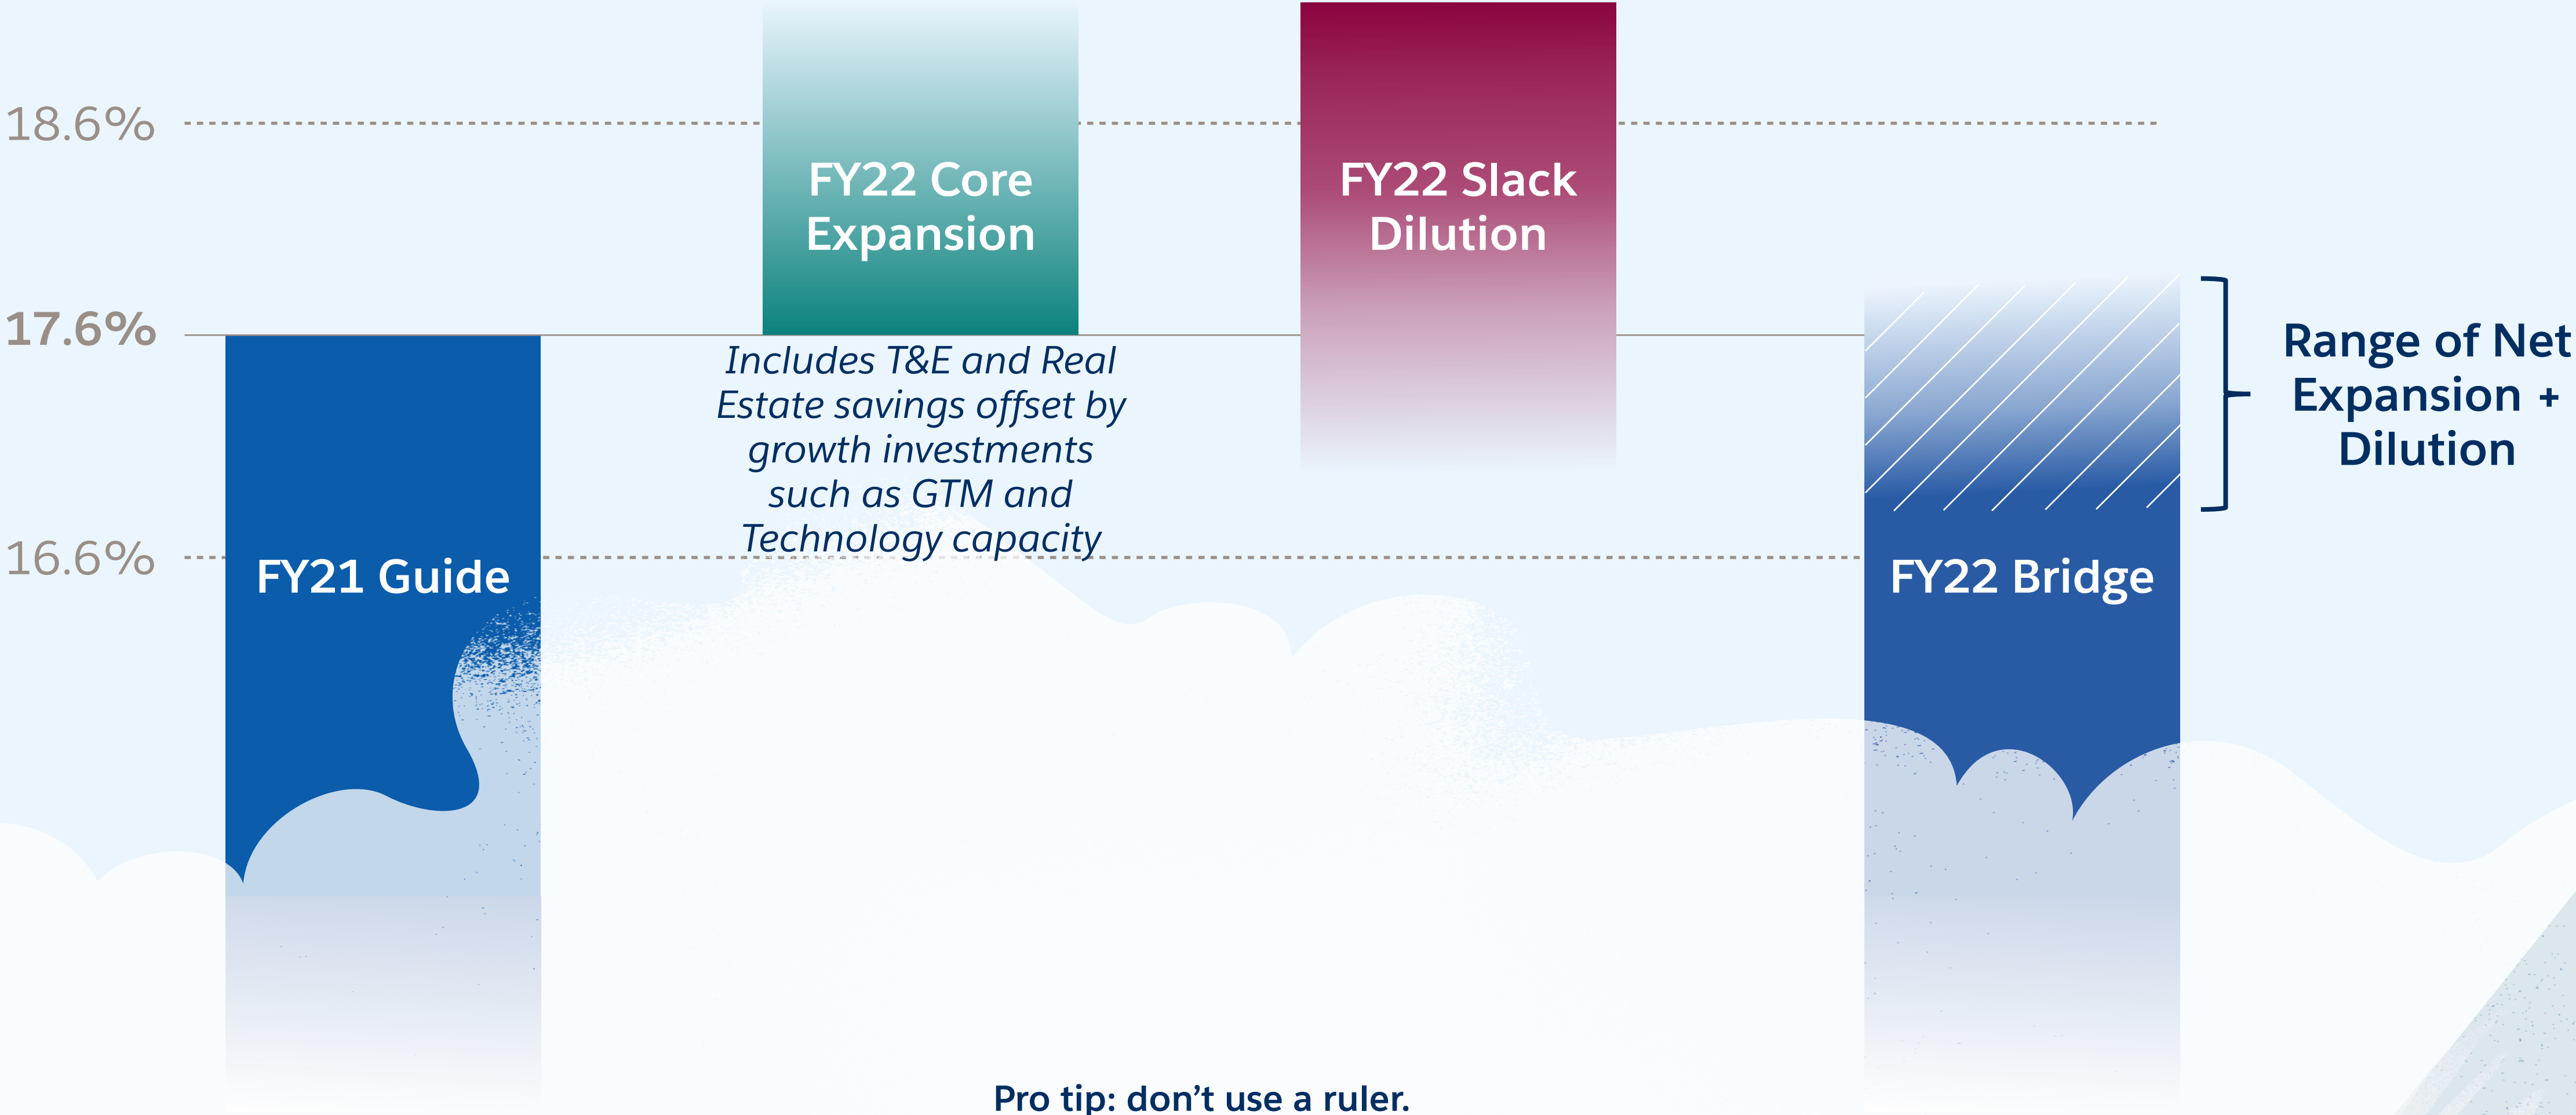 18.6%
17.6%
16.6%
FY21 Guide
FY22 Core
Expansion
Includes T&E and Real
Estate savings offset by
growth investments
such as GTM and
Technology capacity
FY22 Slack
Dilution
FY22 Bridge
Range of Net
Expansion +
Dilution
Pro tip: don’t use a ruler.